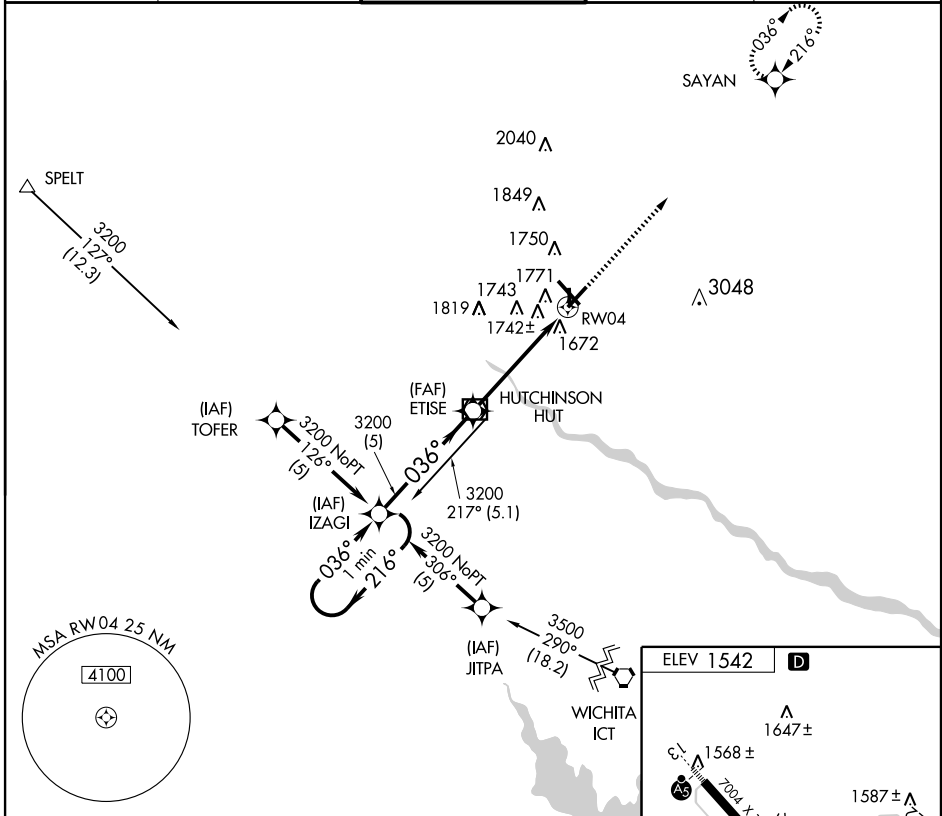 036°
216°
SAYAN
2040
SPELT
1849
3200
127°
(12.3)
1750
1771
3048
1743
1819
1742±
RW04
1672
(FAF)
ETISE
HUTCHINSON
HUT
(IAF)
TOFER
3200
(5)
3200 NoPT
126°
(5)
036°
3200
217° (5.1)
(IAF)
IZAGI
036°
1 min
216°
3200 NoPT
306°
(5)
3500
290°
(18.2)
(IAF)
JITPA
WICHITA
ICT
MSA RW04 25 NM
4100
ELEV 1542
D
1647±
13
1568±
A5
7004 X
1587±